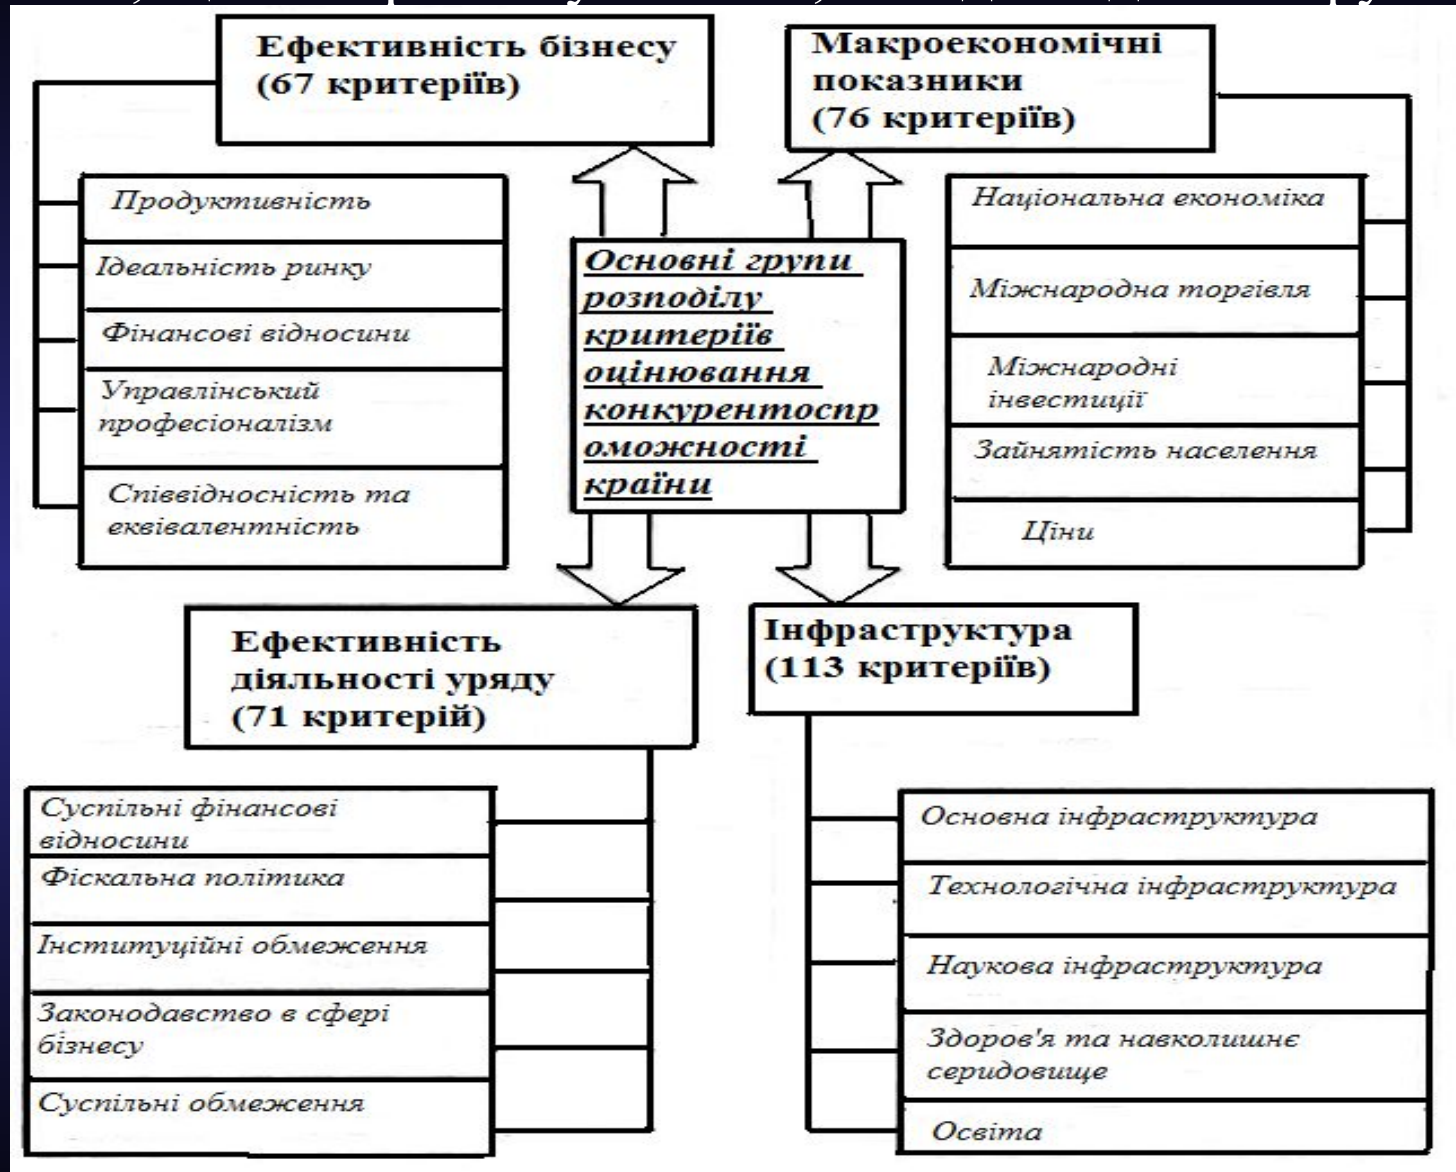 Ефективність бізнесу
(67 критеріїв)
Макроекономічні
показники
(76 критеріїв)
Продуктивність
Ідеальність ринку
Фінансові відносини
Управлінський
професіоналізм
Співвідносність та
еквівалентність
Основні групи
розподілу
критеріїв
оцінювання
конкурентоспр
оможності
країни
Національна економіка
Міжнародна торгівля
Міжнародні
інвестиції
Зайнятість населення
Ціни
Ефективність
діяльності уряду
(71 критерій)
Інфраструктура
(113 критеріїв)
Суспільні фінансові
відносини
Фіскальна політика
Інституційні обмеження
Законодавство в сфері
бізнесу
Суспільні обмеження
Основна інфраструктура
Технологічна інфраструктура
Наукова інфраструктура
Здоров'я та навколишнє
серидовище
Освіта